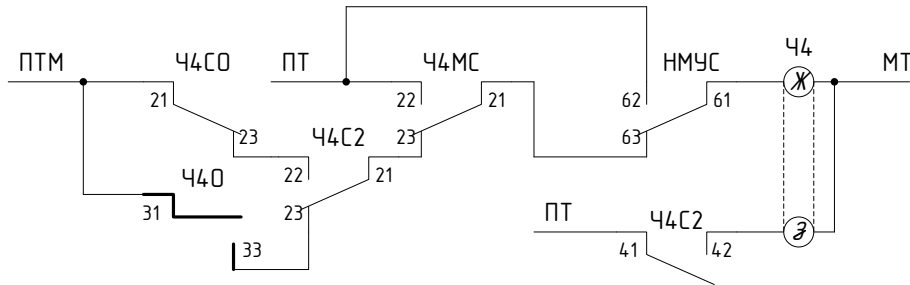 ПТМ Ч4СО ПТ Ч4МС НМУС Ч4 МТ
21 22 21 62 61 Ж
23 Ч4С2 23 63
Ч4О 22 21
31 23 ПТ Ч4С2 З
33 41 42